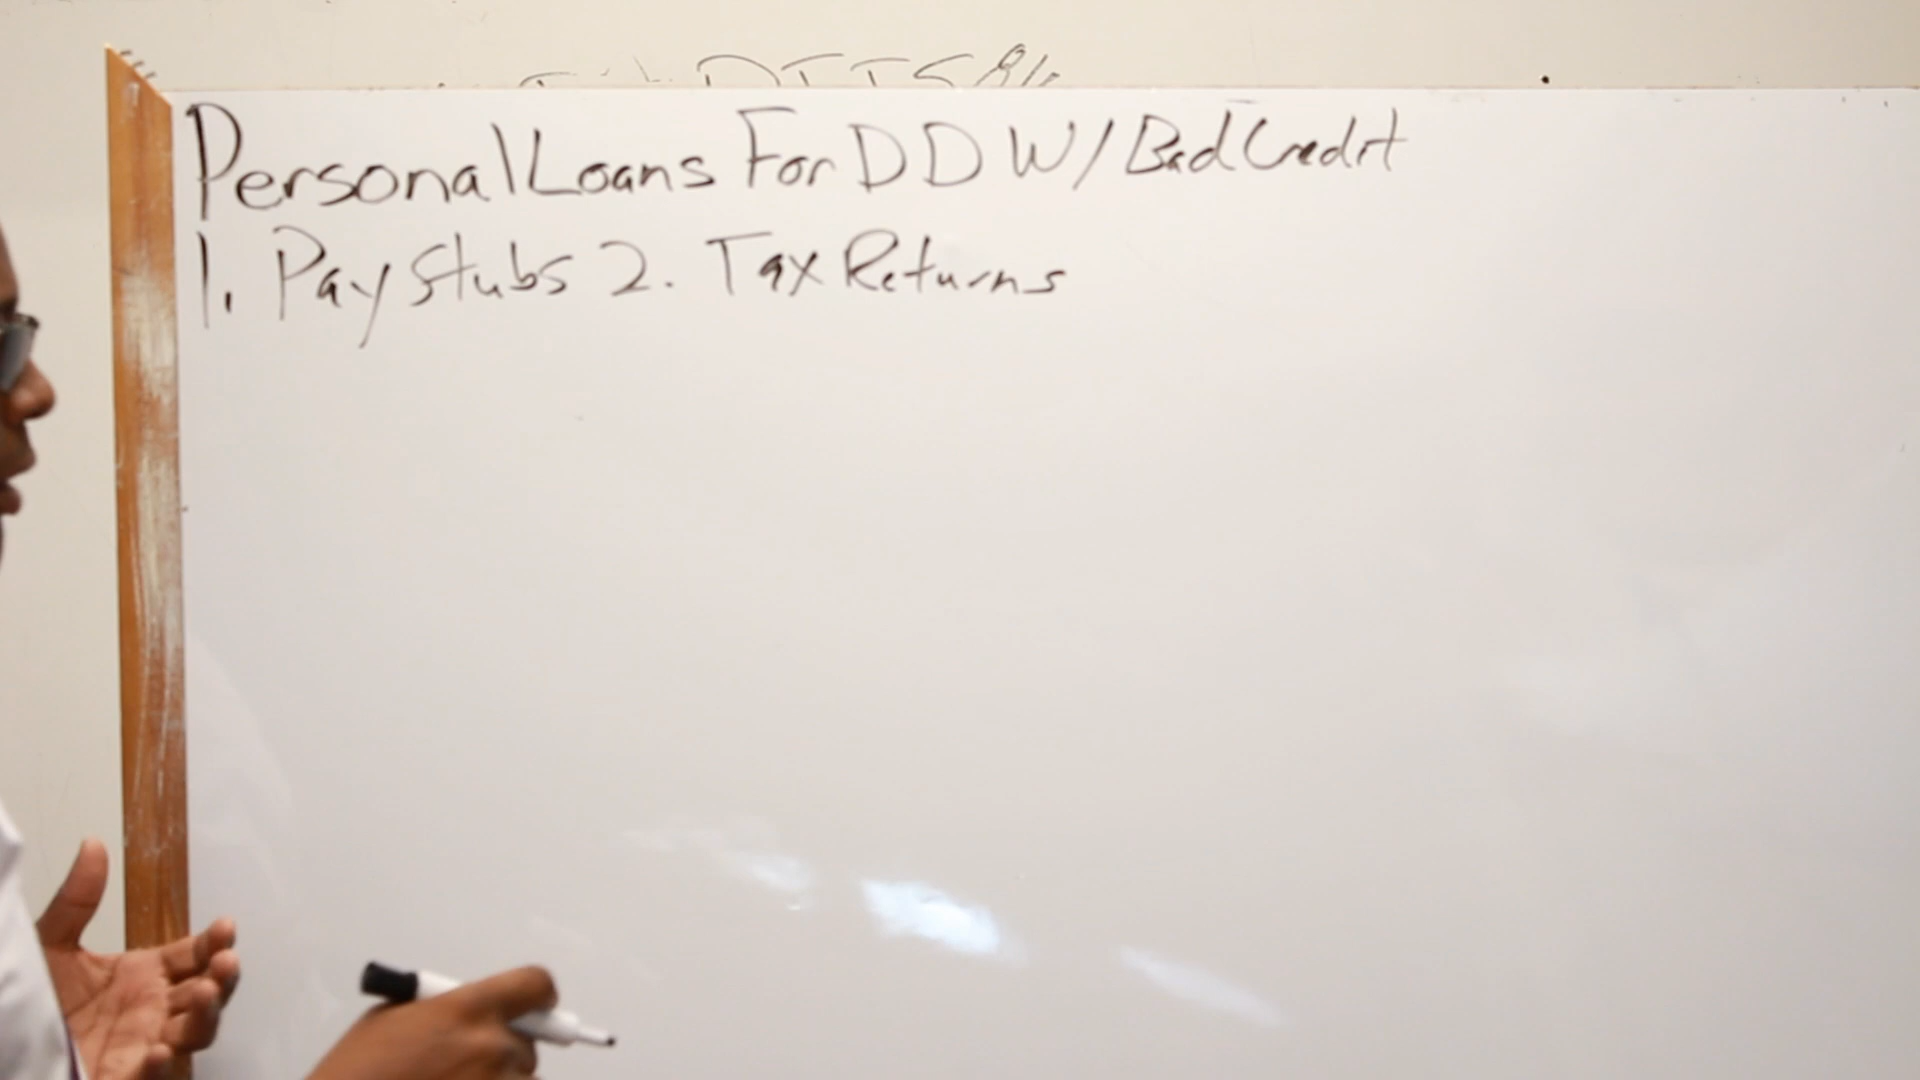 Personal Loans For DD W/ Bad Credit
1. Pay Stubs 2. Tax Returns